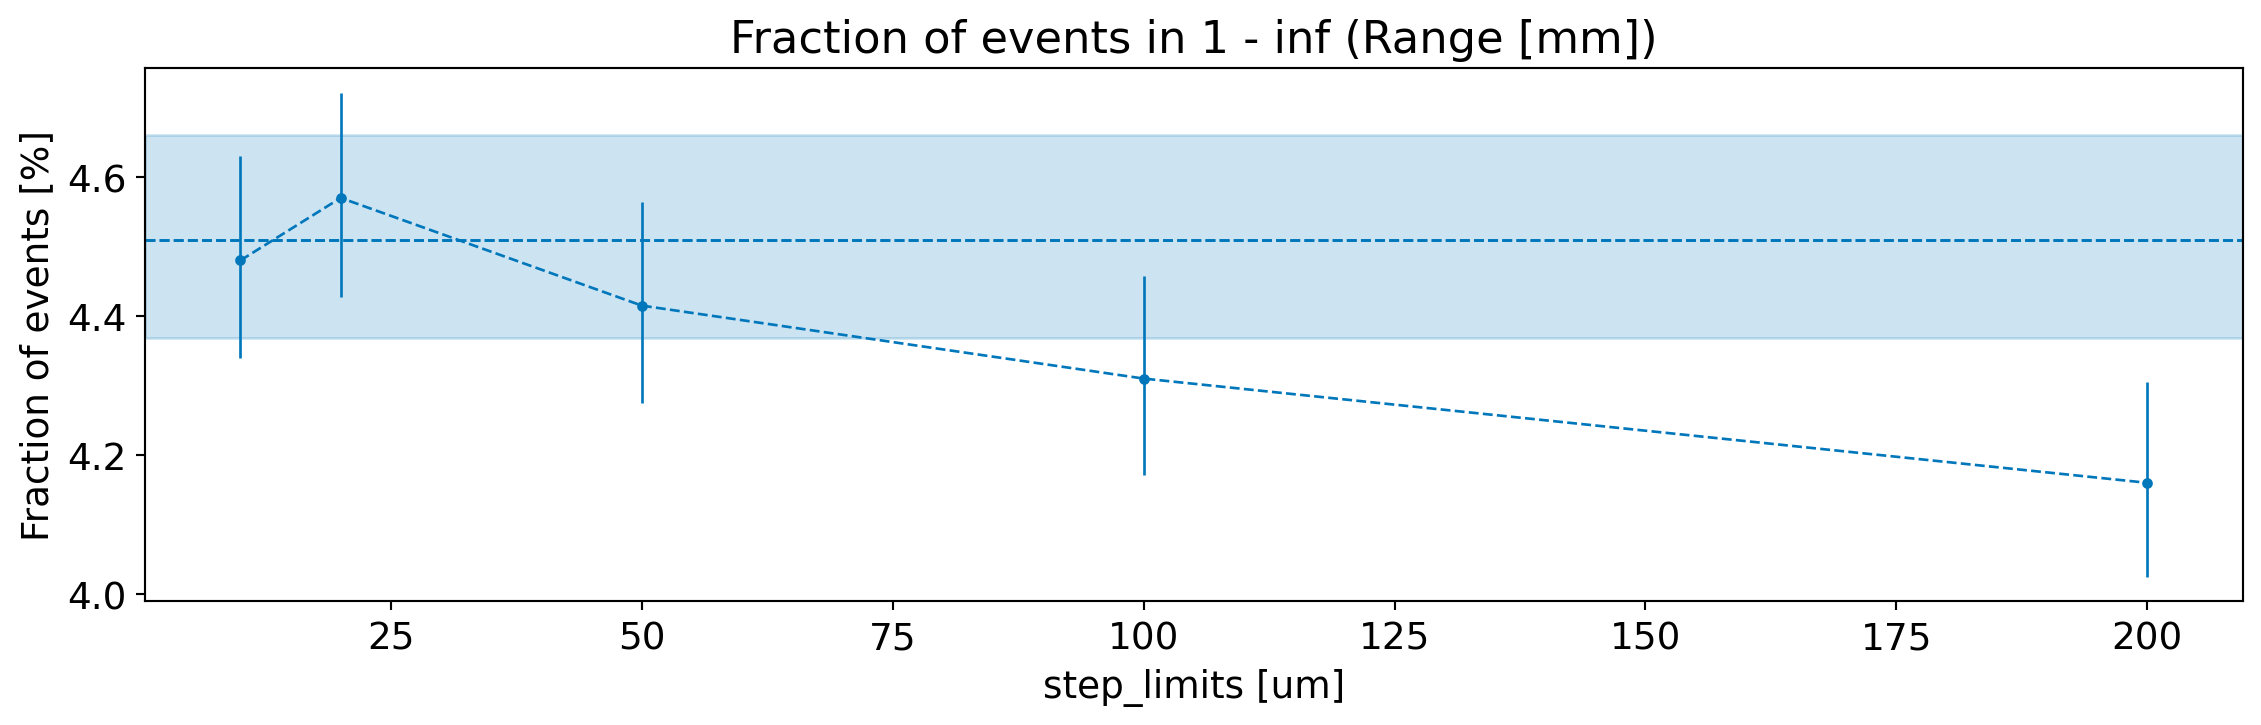 Fraction of events in 1 - inf (Range [mm])
Fraction of events [%]
4.6
4.4
4.2
4.0
25 50 75 100 125 150 175 200
step_limits [um]